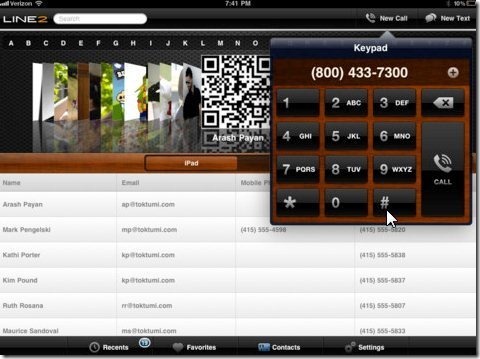 Verizon 7:41 PM 10%
LINE2 Search New Call New Text
A B C D E F G H I J K L M N O
Keypad
(800) 433-7300
1 2 ABC 3 DEF
4 GHI 5 JKL 6 MNO
7 PQRS 8 TUV 9 WXYZ
* 0 #
CALL
Arash Payan
iPad
Name Email Mobile P
Arash Payan ap@toktumi.com
Mark Pengelski mp@toktumi.com (415) 555-4598 (415) 555-5820
Kathi Porter kp@toktumi.com (415) 555-5838
Kim Pound kp@toktumi.com (415) 555-5837
Ruth Rosana rr@toktumi.com (415) 555-5807
Maurice Sandoval ms@toktumi.com (415) 555-5833
Recents Favorites Contacts Settings